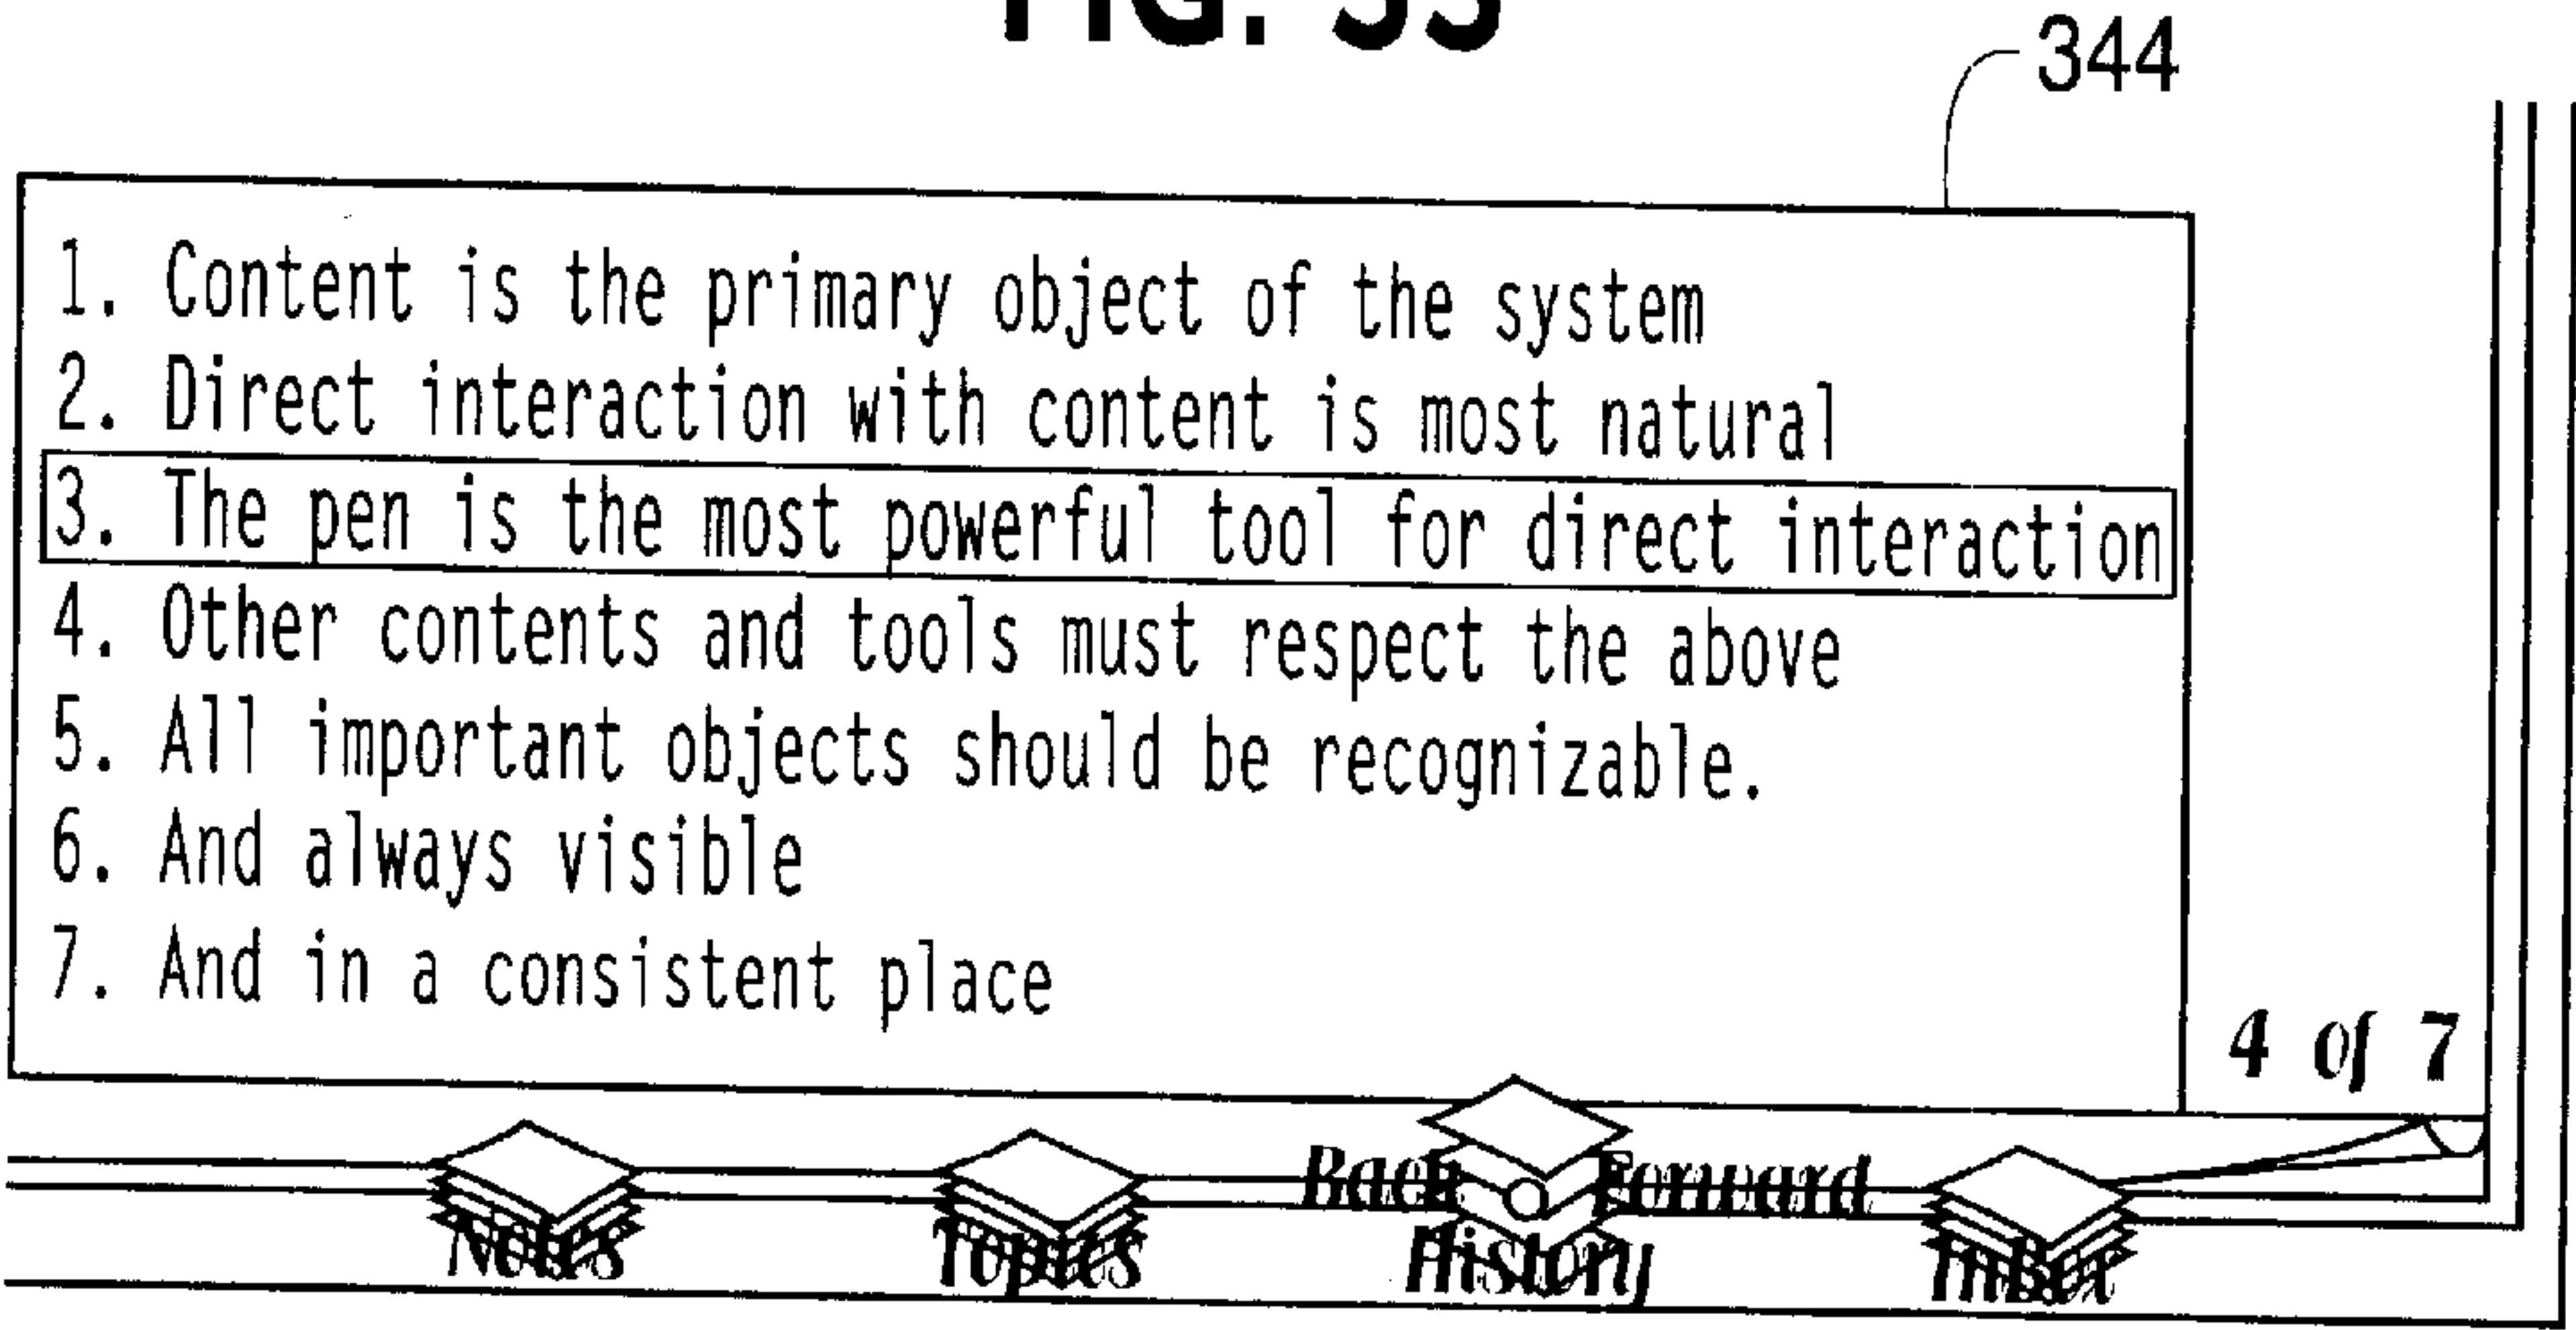 FIG. 33
344
1. Content is the primary object of the system
2. Direct interaction with content is most natural
3. The pen is the most powerful tool for direct interaction
4. Other contents and tools must respect the above
5. All important objects should be recognizable.
6. And always visible
7. And in a consistent place
4 of 7
Back Forward
Notes Topics History InBox